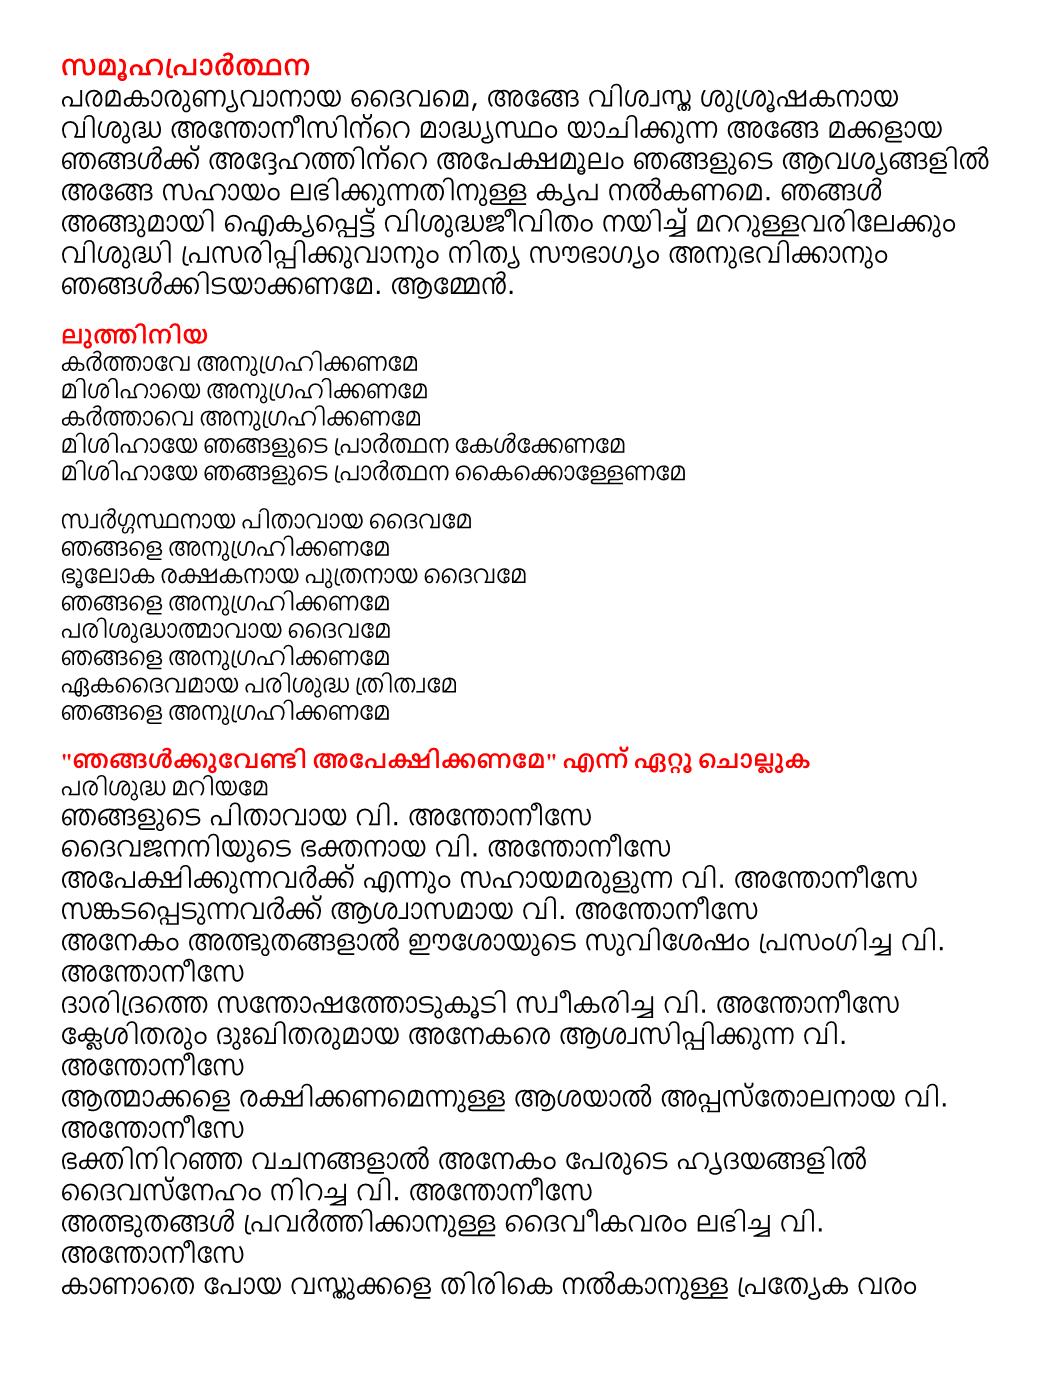 സമൂഹപ്രാർത്ഥന
പരമകാരുണ്യവാനായ ദൈവമെ, അങ്ങേ വിശ്വസ്ത ശുശ്രൂഷകനായ
വിശുദ്ധ അന്തോനീസിന്റെ മാദ്ധ്യസ്ഥം യാചിക്കുന്ന അങ്ങേ മക്കളായ
ഞങ്ങൾക്ക് അദ്ദേഹത്തിന്റെ അപേക്ഷമൂലം ഞങ്ങളുടെ ആവശ്യങ്ങളിൽ
അങ്ങേ സഹായം ലഭിക്കുന്നതിനുള്ള കൃപ നൽകണമെ. ഞങ്ങൾ
അങ്ങുമായി ഐക്യപ്പെട്ട് വിശുദ്ധജീവിതം നയിച്ച് മററുള്ളവരിലേക്കും
വിശുദ്ധി പ്രസരിപ്പിക്കുവാനും നിത്യ സൗഭാഗ്യം അനുഭവിക്കാനും
ഞങ്ങൾക്കിടയാക്കണമേ. ആമ്മേൻ.
ലുത്തിനിയ
കർത്താവേ അനുഗ്രഹിക്കണമേ
മിശിഹായെ അനുഗ്രഹിക്കണമേ
കർത്താവെ അനുഗ്രഹിക്കണമേ
മിശിഹായേ ഞങ്ങളുടെ പ്രാർത്ഥന കേൾക്കേണമേ
മിശിഹായേ ഞങ്ങളുടെ പ്രാർത്ഥന കൈക്കൊള്ളേണമേ
സ്വർഗ്ഗസ്ഥനായ പിതാവായ ദൈവമേ
ഞങ്ങളെ അനുഗ്രഹിക്കണമേ
ഭൂലോക രക്ഷകനായ പുത്രനായ ദൈവമേ
ഞങ്ങളെ അനുഗ്രഹിക്കണമേ
പരിശുദ്ധാത്മാവായ ദൈവമേ
ഞങ്ങളെ അനുഗ്രഹിക്കണമേ
ഏകദൈവമായ പരിശുദ്ധ ത്രിത്വമേ
ഞങ്ങളെ അനുഗ്രഹിക്കണമേ
"ഞങ്ങൾക്കുവേണ്ടി അപേക്ഷിക്കണമേ" എന്ന് ഏറ്റൂ ചൊല്ലുക
പരിശുദ്ധ മറിയമേ
ഞങ്ങളുടെ പിതാവായ വി. അന്തോനീസേ
ദൈവജനനിയുടെ ഭക്തനായ വി. അന്തോനീസേ
അപേക്ഷിക്കുന്നവർക്ക് എന്നും സഹായമരുളുന്ന വി. അന്തോനീസേ
സങ്കടപ്പെടുന്നവർക്ക് ആശ്വാസമായ വി. അന്തോനീസേ
അനേകം അത്ഭുതങ്ങളാൽ ഈശോയുടെ സുവിശേഷം പ്രസംഗിച്ച വി.
അന്തോനീസേ
ദാരിദ്രത്തെ സന്തോഷത്തോടുകൂടി സ്വീകരിച്ച വി. അന്തോനീസേ
ക്ലേശിതരും ദുഃഖിതരുമായ അനേകരെ ആശ്വസിപ്പിക്കുന്ന വി.
അന്തോനീസേ
ആത്മാക്കളെ രക്ഷിക്കണമെന്നുള്ള ആശയാൽ അപ്പസ്തോലനായ വി.
അന്തോനീസേ
ഭക്തിനിറഞ്ഞ വചനങ്ങളാൽ അനേകം പേരുടെ ഹൃദയങ്ങളിൽ
ദൈവസ്നേഹം നിറച്ച വി. അന്തോനീസേ
അത്ഭുതങ്ങൾ പ്രവർത്തിക്കാനുള്ള ദൈവീകവരം ലഭിച്ച വി.
അന്തോനീസേ
കാണാതെ പോയ വസ്തുക്കളെ തിരികെ നൽകാനുള്ള പ്രത്യേക വരം